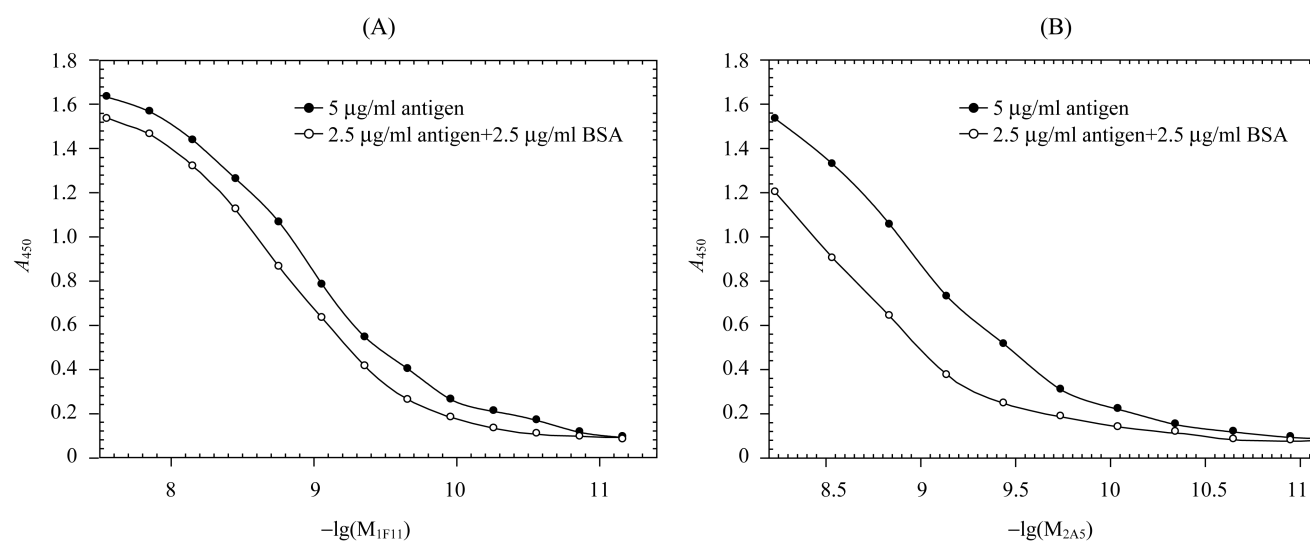 (A)
1.8
1.6
1.4
1.2
1.0
0.8
0.6
0.4
0.2
0
A450
5 μg/ml antigen
2.5 μg/ml antigen+2.5 μg/ml BSA
8 9 10 11
−lg(M1F11)
(B)
1.8
1.6
1.4
1.2
1.0
0.8
0.6
0.4
0.2
0
A450
5 μg/ml antigen
2.5 μg/ml antigen+2.5 μg/ml BSA
8.5 9 9.5 10 10.5 11
−lg(M2A5)